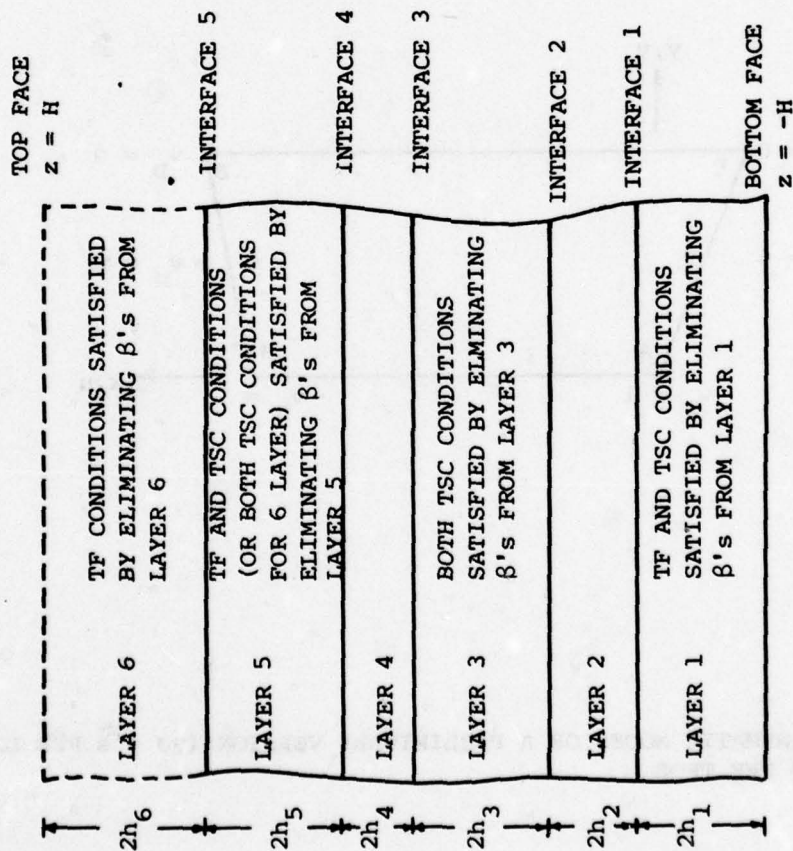 TOP FACE
z = H
INTERFACE 5
INTERFACE 4
INTERFACE 3
INTERFACE 2
INTERFACE 1
BOTTOM FACE
z = -H
TF CONDITIONS SATISFIED
BY ELIMINATING β's FROM
LAYER 6
TF AND TSC CONDITIONS
(OR BOTH TSC CONDITIONS
FOR 6 LAYER) SATISFIED BY
ELIMINATING β's FROM
LAYER 5
BOTH TSC CONDITIONS
SATISFIED BY ELMINATING
β's FROM LAYER 3
TF AND TSC CONDITIONS
SATISFIED BY ELIMINATING
β's FROM LAYER 1
LAYER 6
LAYER 5
LAYER 4
LAYER 3
LAYER 2
LAYER 1
2h6
2h5
2h4
2h3
2h2
2h1